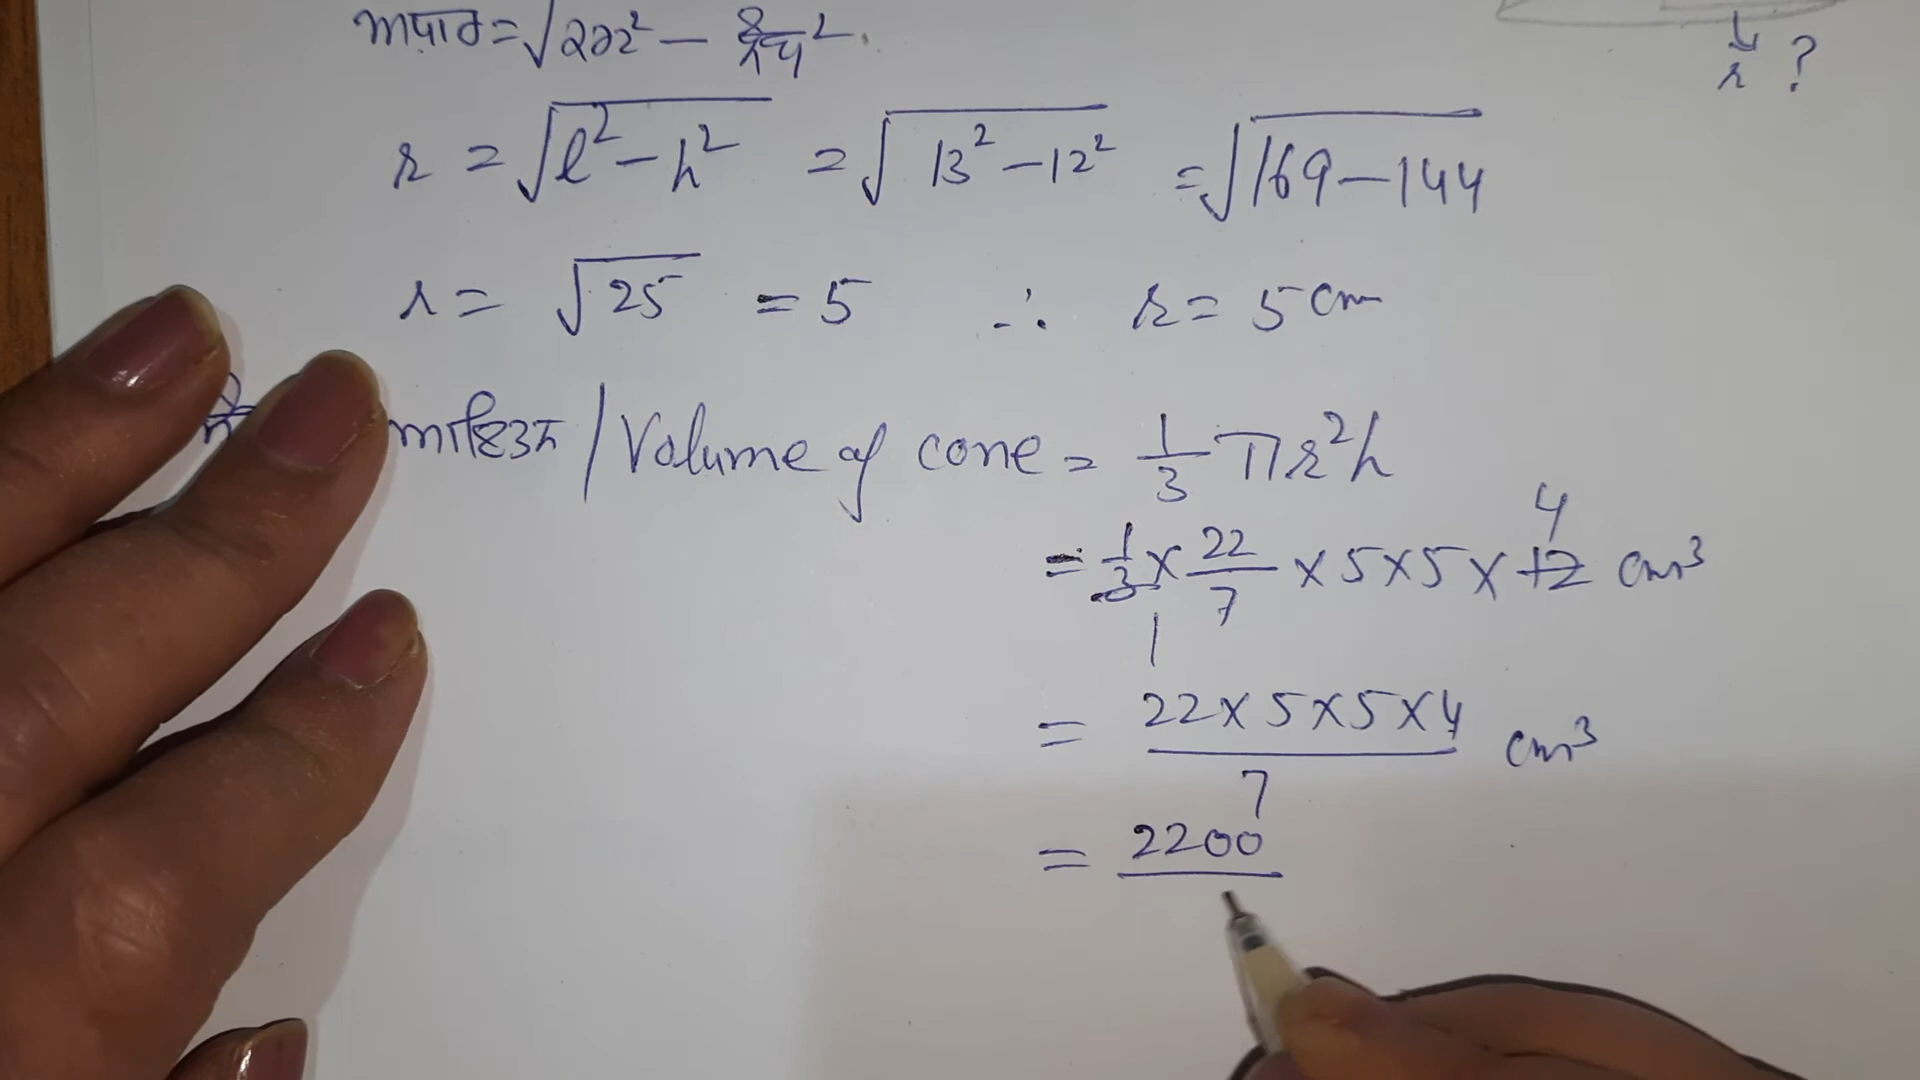 r ?
r = √l² − h² = √13² − 12² = √169 − 144
r = √25 = 5 ∴ r = 5 cm
/ Volume of cone = 1/3 πr²h
= 1/3 × 22/7 × 5 × 5 × 12 cm³
4
1
= 22 × 5 × 5 × 4 / 7 cm³
= 2200